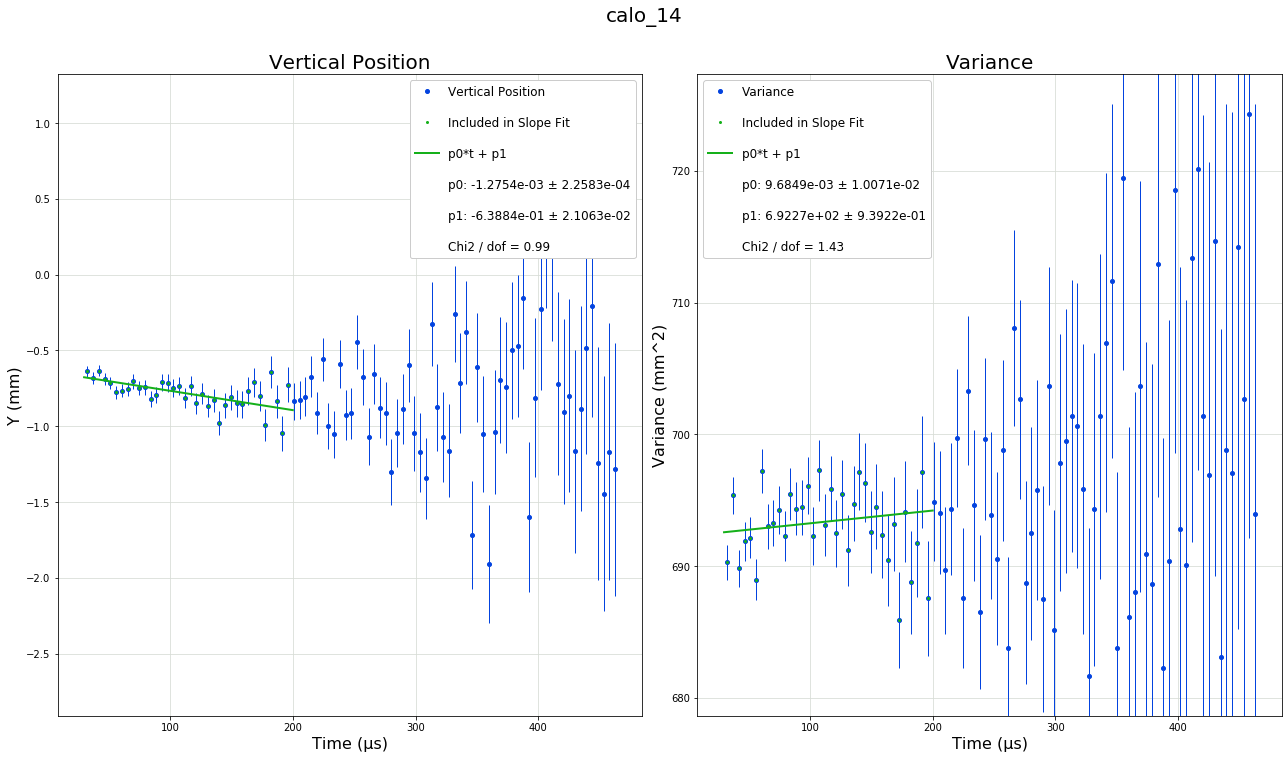 calo_14
Vertical Position
Vertical Position
Included in Slope Fit
p0*t + p1
p0: -1.2754e-03 ± 2.2583e-04
p1: -6.3884e-01 ± 2.1063e-02
Chi2 / dof = 0.99
1.0
0.5
0.0
−0.5
−1.0
−1.5
−2.0
−2.5
Y (mm)
100
200
300
400
Time (µs)
Variance
Variance
Included in Slope Fit
p0*t + p1
p0: 9.6849e-03 ± 1.0071e-02
p1: 6.9227e+02 ± 9.3922e-01
Chi2 / dof = 1.43
720
710
700
690
680
Variance (mm^2)
100
200
300
400
Time (µs)